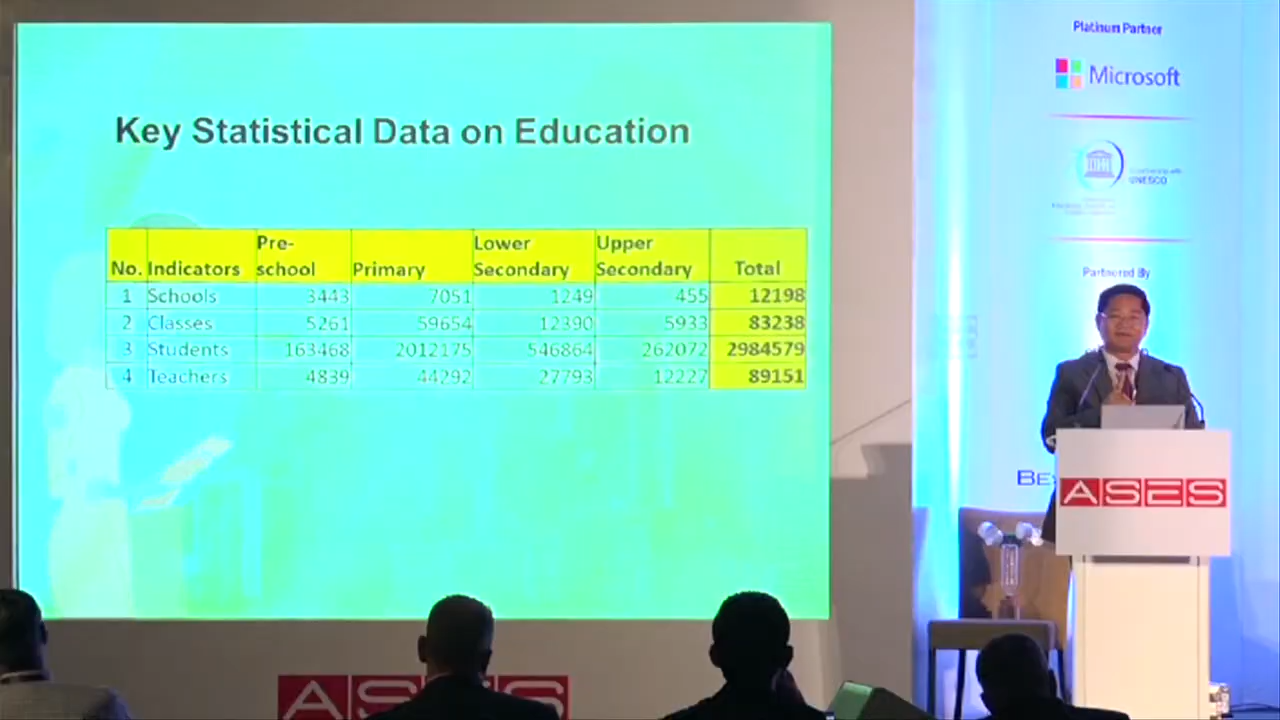 Key Statistical Data on Education
No. Indicators Pre-school Primary Lower Secondary Upper Secondary Total
1 Schools 3443 7051 1249 455 12198
2 Classes 5261 59654 12390 5933 83238
3 Students 163468 2012175 546864 262072 2984579
4 Teachers 4839 44292 27793 12227 89151
Platinum Partner
Microsoft
UNESCO
Partnered By
ASES
ASES